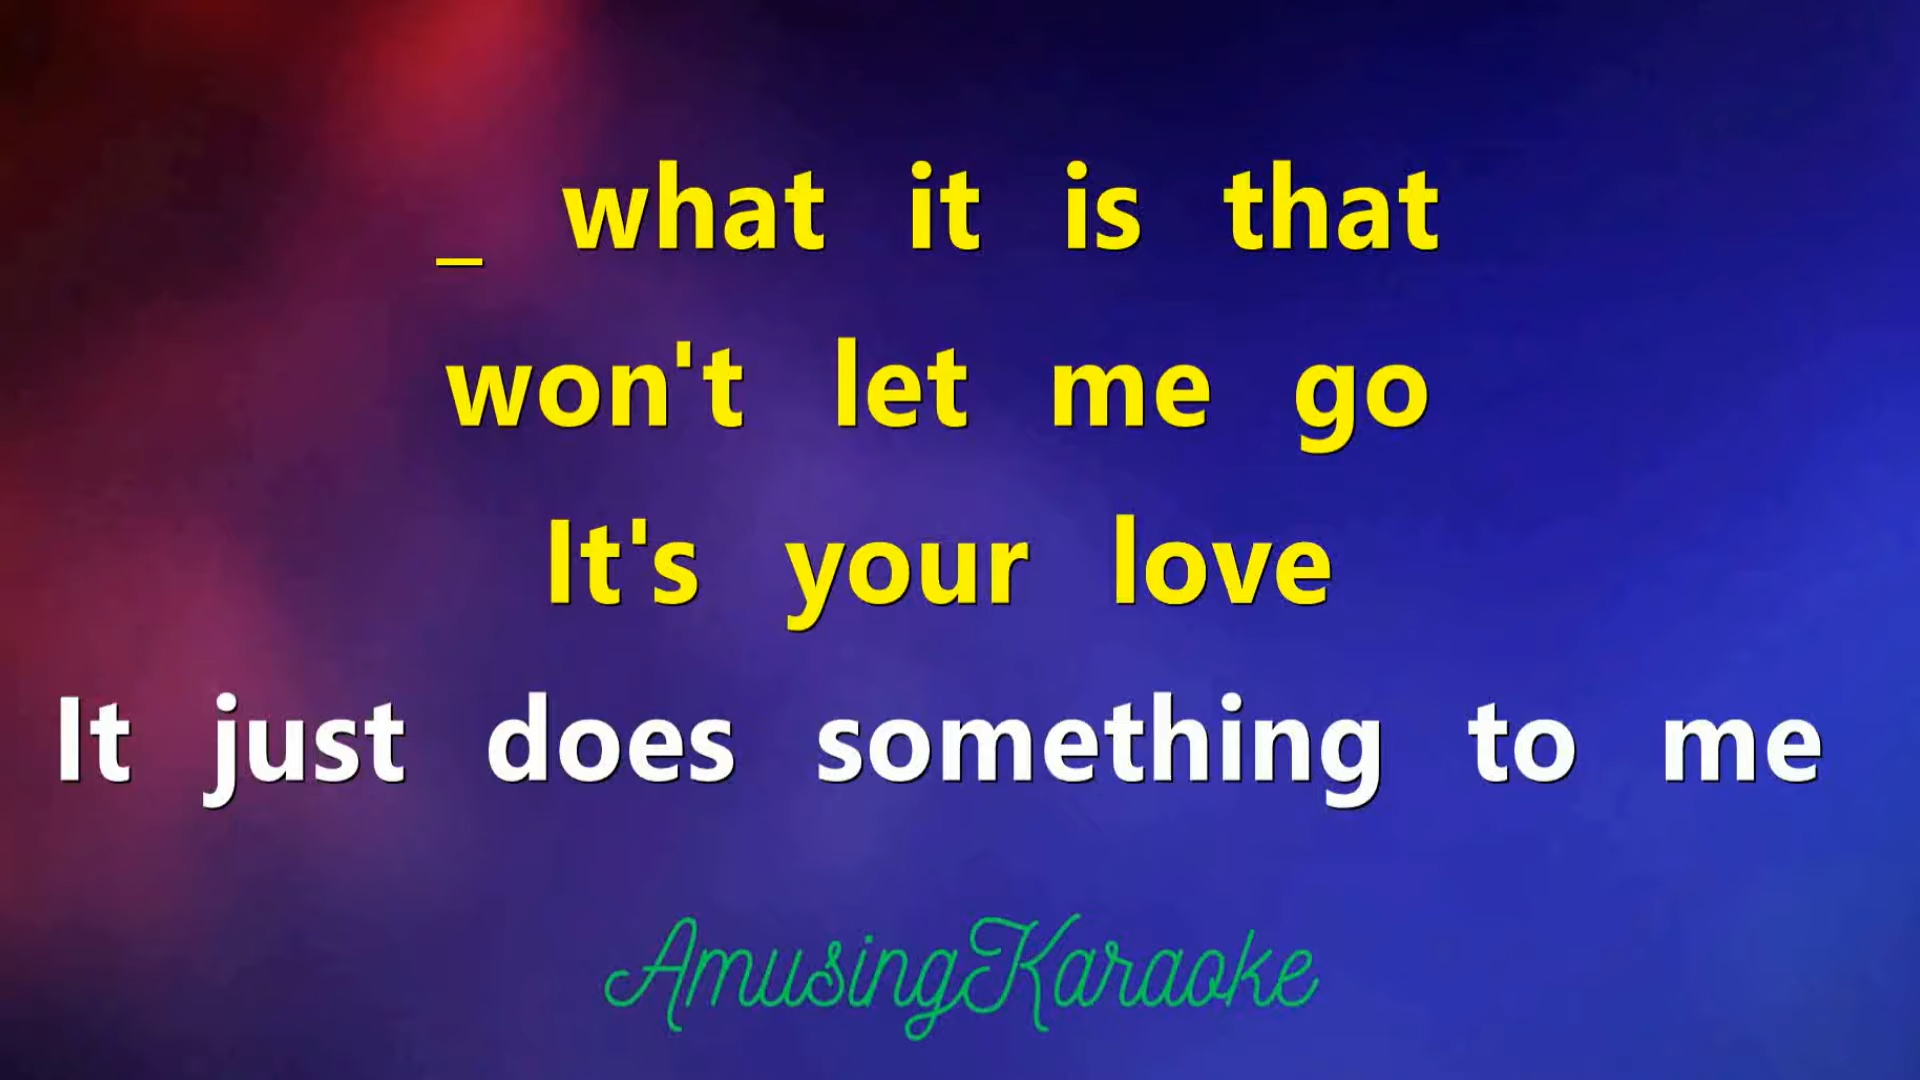 _ what it is that
won't let me go
It's your love
It just does something to me
AmusingKaraoke